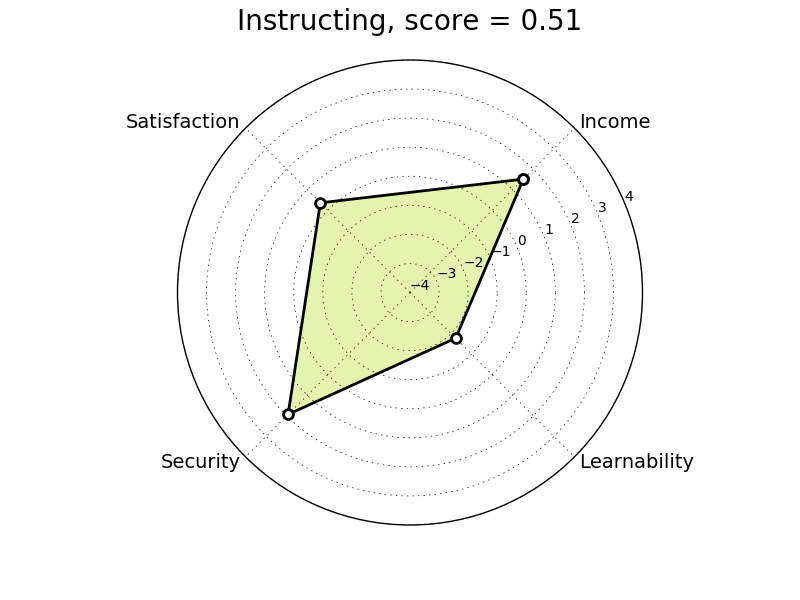 Instructing, score = 0.51
Satisfaction
Income
4
3
2
1
0
−1
−2
−3
−4
Security
Learnability